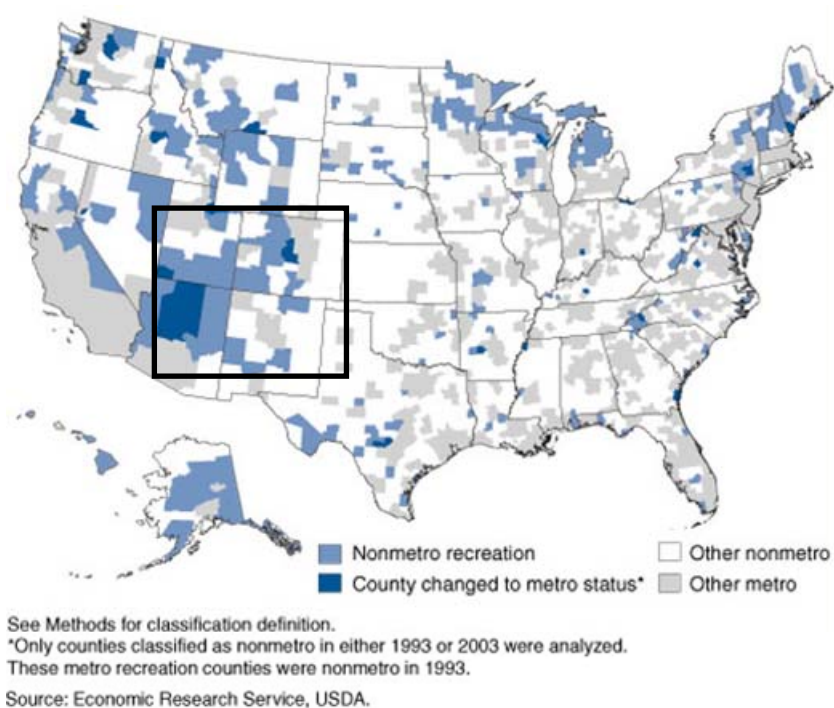 Nonmetro recreation
Other nonmetro
County changed to metro status*
Other metro
See Methods for classification definition.
*Only counties classified as nonmetro in either 1993 or 2003 were analyzed.
These metro recreation counties were nonmetro in 1993.
Source: Economic Research Service, USDA.